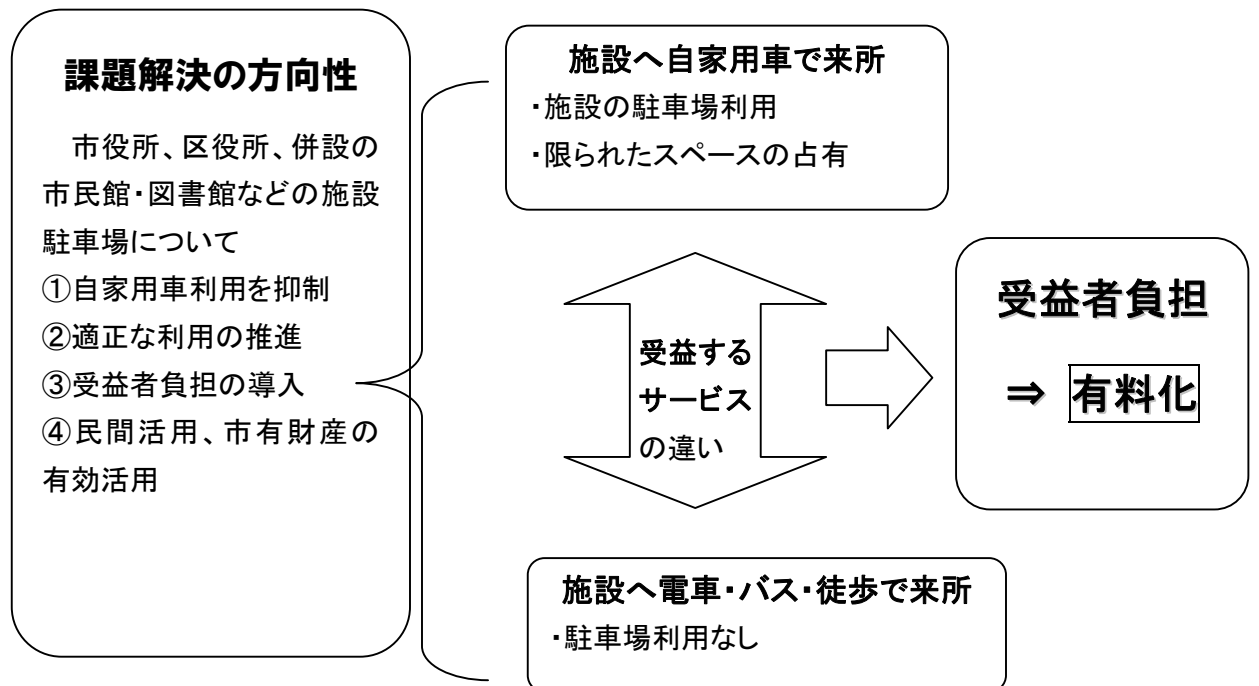 課題解決の方向性
市役所、区役所、併設の
市民館・図書館などの施設
駐車場について
①自家用車利用を抑制
②適正な利用の推進
③受益者負担の導入
④民間活用、市有財産の
有効活用
施設へ自家用車で来所
・施設の駐車場利用
・限られたスペースの占有
受益する
サービス
の違い
施設へ電車・バス・徒歩で来所
・駐車場利用なし
受益者負担
⇒ 有料化